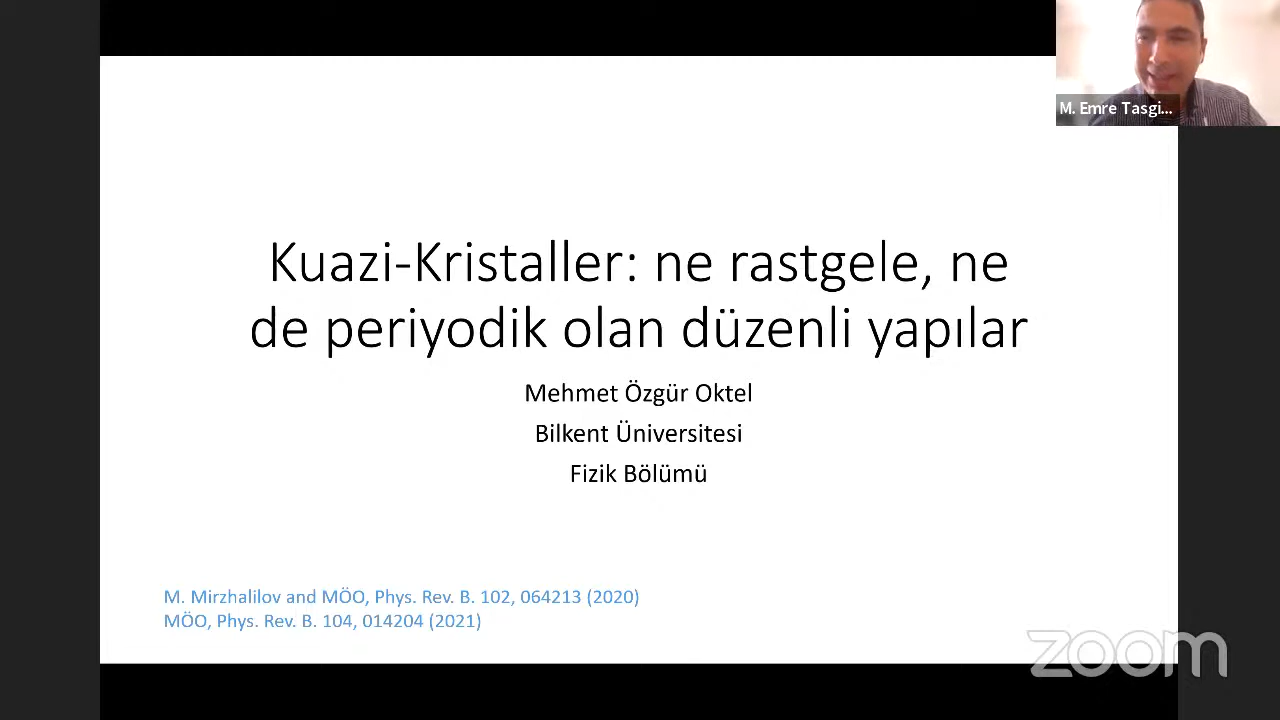 M. Emre Tasgi...
Kuazi-Kristaller: ne rastgele, ne
de periyodik olan düzenli yapılar
Mehmet Özgür Oktel
Bilkent Üniversitesi
Fizik Bölümü
M. Mirzhalilov and MÖO, Phys. Rev. B. 102, 064213 (2020)
MÖO, Phys. Rev. B. 104, 014204 (2021)
zoom